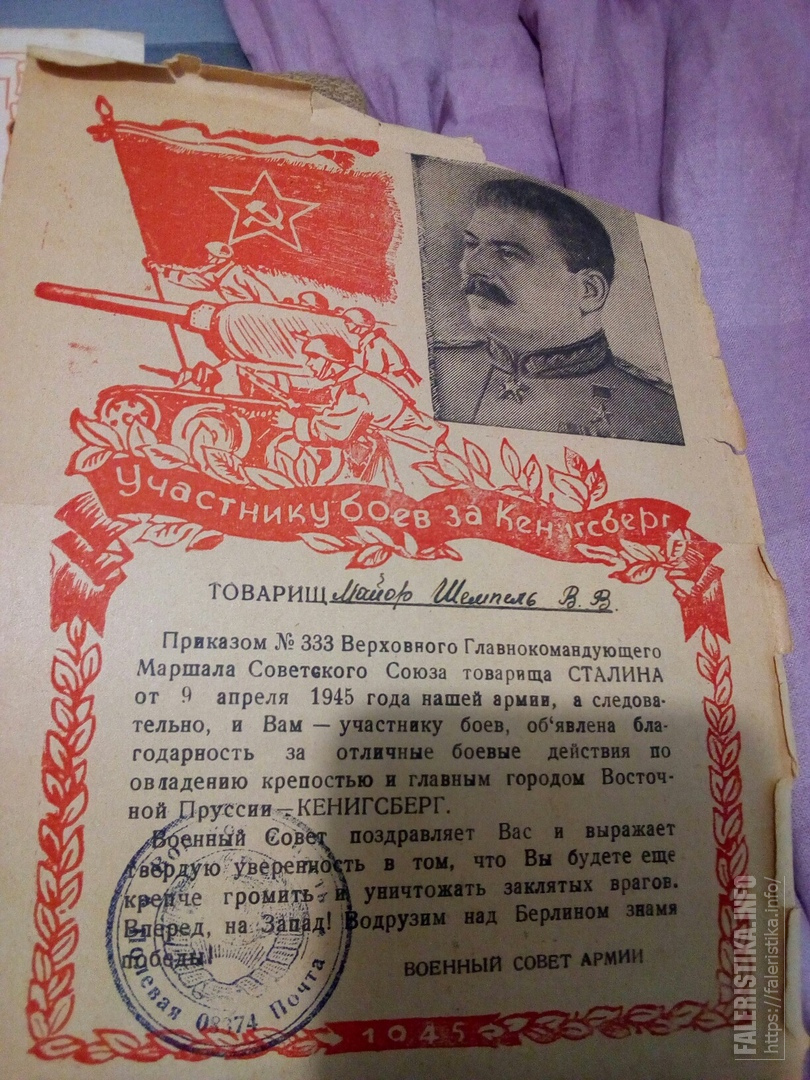 Участнику боев за Кенигсберг
ТОВАРИЩ Майор Шемпель В. В.
Приказом № 333 Верховного Главнокомандующего
Маршала Советского Союза товарища СТАЛИНА
от 9 апреля 1945 года нашей армии, а следова-
тельно, и Вам — участнику боев, об‘явлена бла-
годарность за отличные боевые действия по
овладению крепостью и главным городом Восточ-
ной Пруссии—КЕНИГСБЕРГ.
Военный Совет поздравляет Вас и выражает
твердую уверенность в том, что Вы будете еще
крепче громить и уничтожать заклятых врагов.
Вперед, на Запад! Водрузим над Берлином знамя
победы!
ВОЕННЫЙ СОВЕТ АРМИИ
Полевая 08374 Почта
1945
FALERISTIKA.INFO
https://faleristika.info/